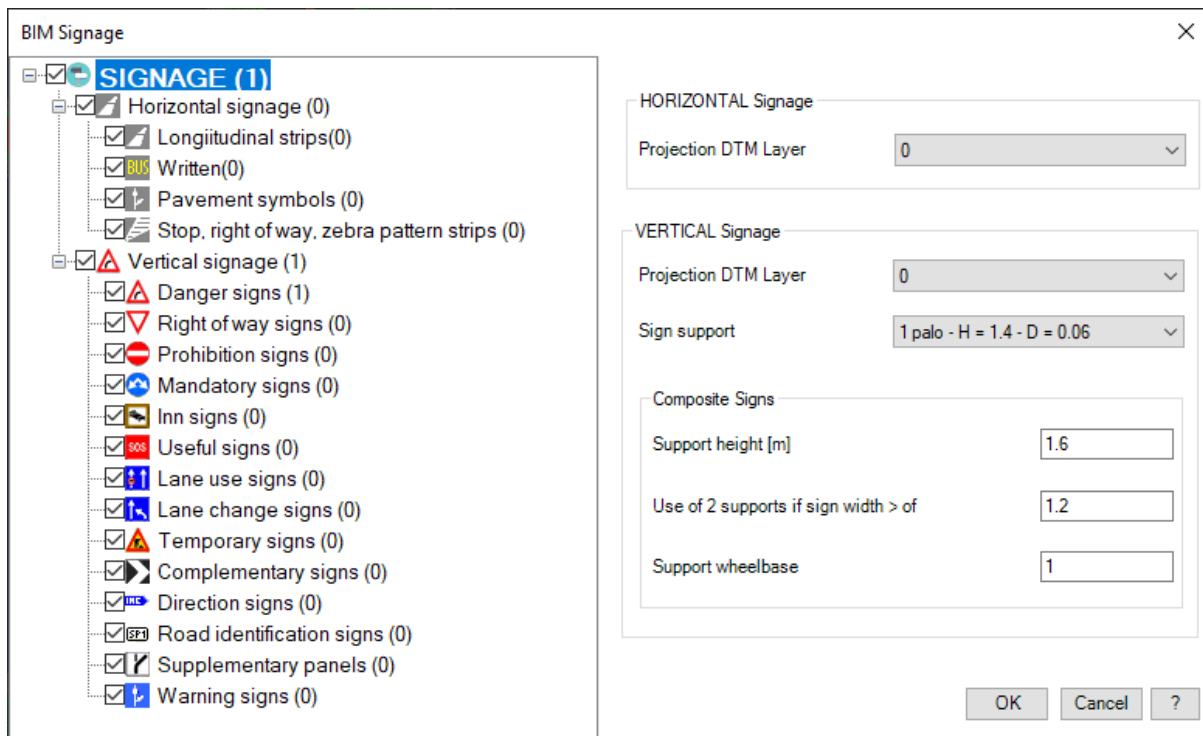 BIM Signage
SIGNAGE (1)
Horizontal signage (0)
Longiitudinal strips(0)
BUS Written(0)
Pavement symbols (0)
Stop, right of way, zebra pattern strips (0)
Vertical signage (1)
Danger signs (1)
Right of way signs (0)
Prohibition signs (0)
Mandatory signs (0)
Inn signs (0)
SOS Useful signs (0)
Lane use signs (0)
Lane change signs (0)
Temporary signs (0)
Complementary signs (0)
Direction signs (0)
SP1 Road identification signs (0)
Supplementary panels (0)
Warning signs (0)
HORIZONTAL Signage
Projection DTM Layer 0
VERTICAL Signage
Projection DTM Layer 0
Sign support 1 palo - H = 1.4 - D = 0.06
Composite Signs
Support height [m] 1.6
Use of 2 supports if sign width > of 1.2
Support wheelbase 1
OK Cancel ?